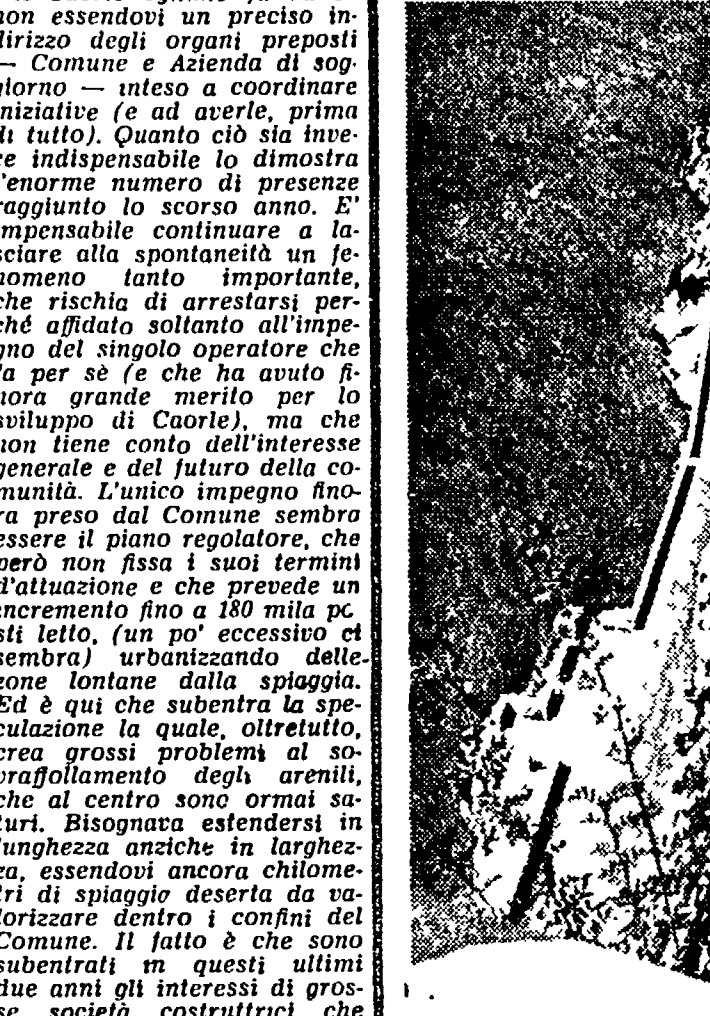 non essendovi un preciso in-
dirizzo degli organi preposti
— Comune e Azienda di sog-
giorno — inteso a coordinare
iniziative (e ad averle, prima
di tutto). Quanto ciò sia inve-
ce indispensabile lo dimostra
l'enorme numero di presenze
raggiunto lo scorso anno. E'
impensabile continuare a la-
sciare alla spontaneità un fe-
nomeno tanto importante,
che rischia di arrestarsi per-
ché affidato soltanto all'impe-
gno del singolo operatore che
fa per sè (e che ha avuto fi-
nora grande merito per lo
sviluppo di Caorle), ma che
non tiene conto dell'interesse
generale e del futuro della co-
munità. L'unico impegno fino-
ra preso dal Comune sembra
essere il piano regolatore, che
però non fissa i suoi termini
d'attuazione e che prevede un
incremento fino a 180 mila po
sti letto, (un po' eccessivo ci
sembra) urbanizzando delle
zone lontane dalla spiaggia.
Ed è qui che subentra la spe-
culazione la quale, oltretutto,
crea grossi problemi al so-
vraffollamento degli arenili,
che al centro sono ormai sa-
turi. Bisognava estendersi in
lunghezza anziche in larghez-
za, essendovi ancora chilome-
tri di spiaggia deserta da va-
lorizzare dentro i confini del
Comune. Il fatto è che sono
subentrati in questi ultimi
due anni gli interessi di gros-
se società costruttrici che